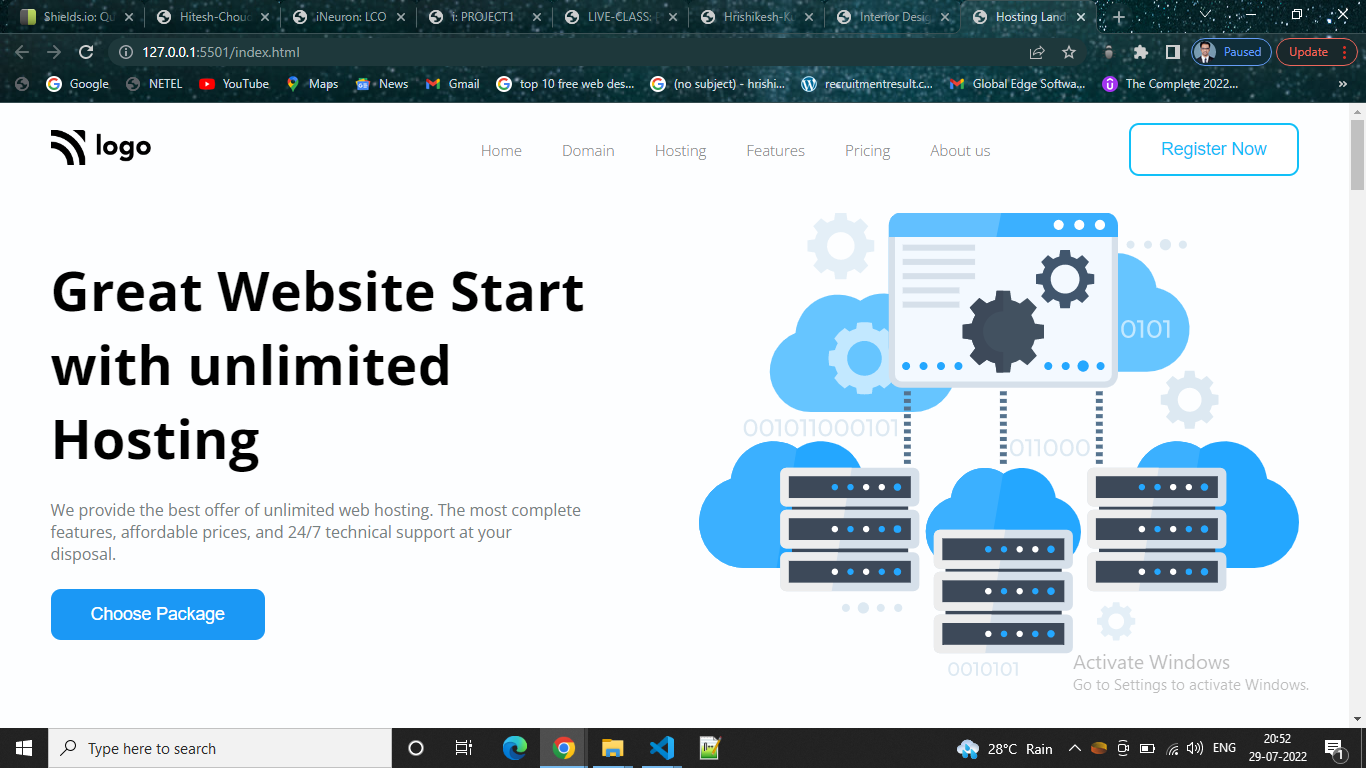 Shields.io: Qu
Hitesh-Chouc
iNeuron: LCO
i: PROJECT1
LIVE-CLASS:
Hrishikesh-Ku
Interior Desig
Hosting Land
127.0.0.1:5501/index.html
Paused
Update
Google
NETEL
YouTube
Maps
News
Gmail
top 10 free web des...
(no subject) - hrishi...
recruitmentresult.c...
Global Edge Softwa...
The Complete 2022...
logo
Home
Domain
Hosting
Features
Pricing
About us
Register Now
Great Website Start
with unlimited
Hosting
We provide the best offer of unlimited web hosting. The most complete
features, affordable prices, and 24/7 technical support at your
disposal.
Choose Package
0101
001011000101
011000
0010101
Activate Windows
Go to Settings to activate Windows.
Type here to search
28°C Rain
ENG
20:52
29-07-2022
1